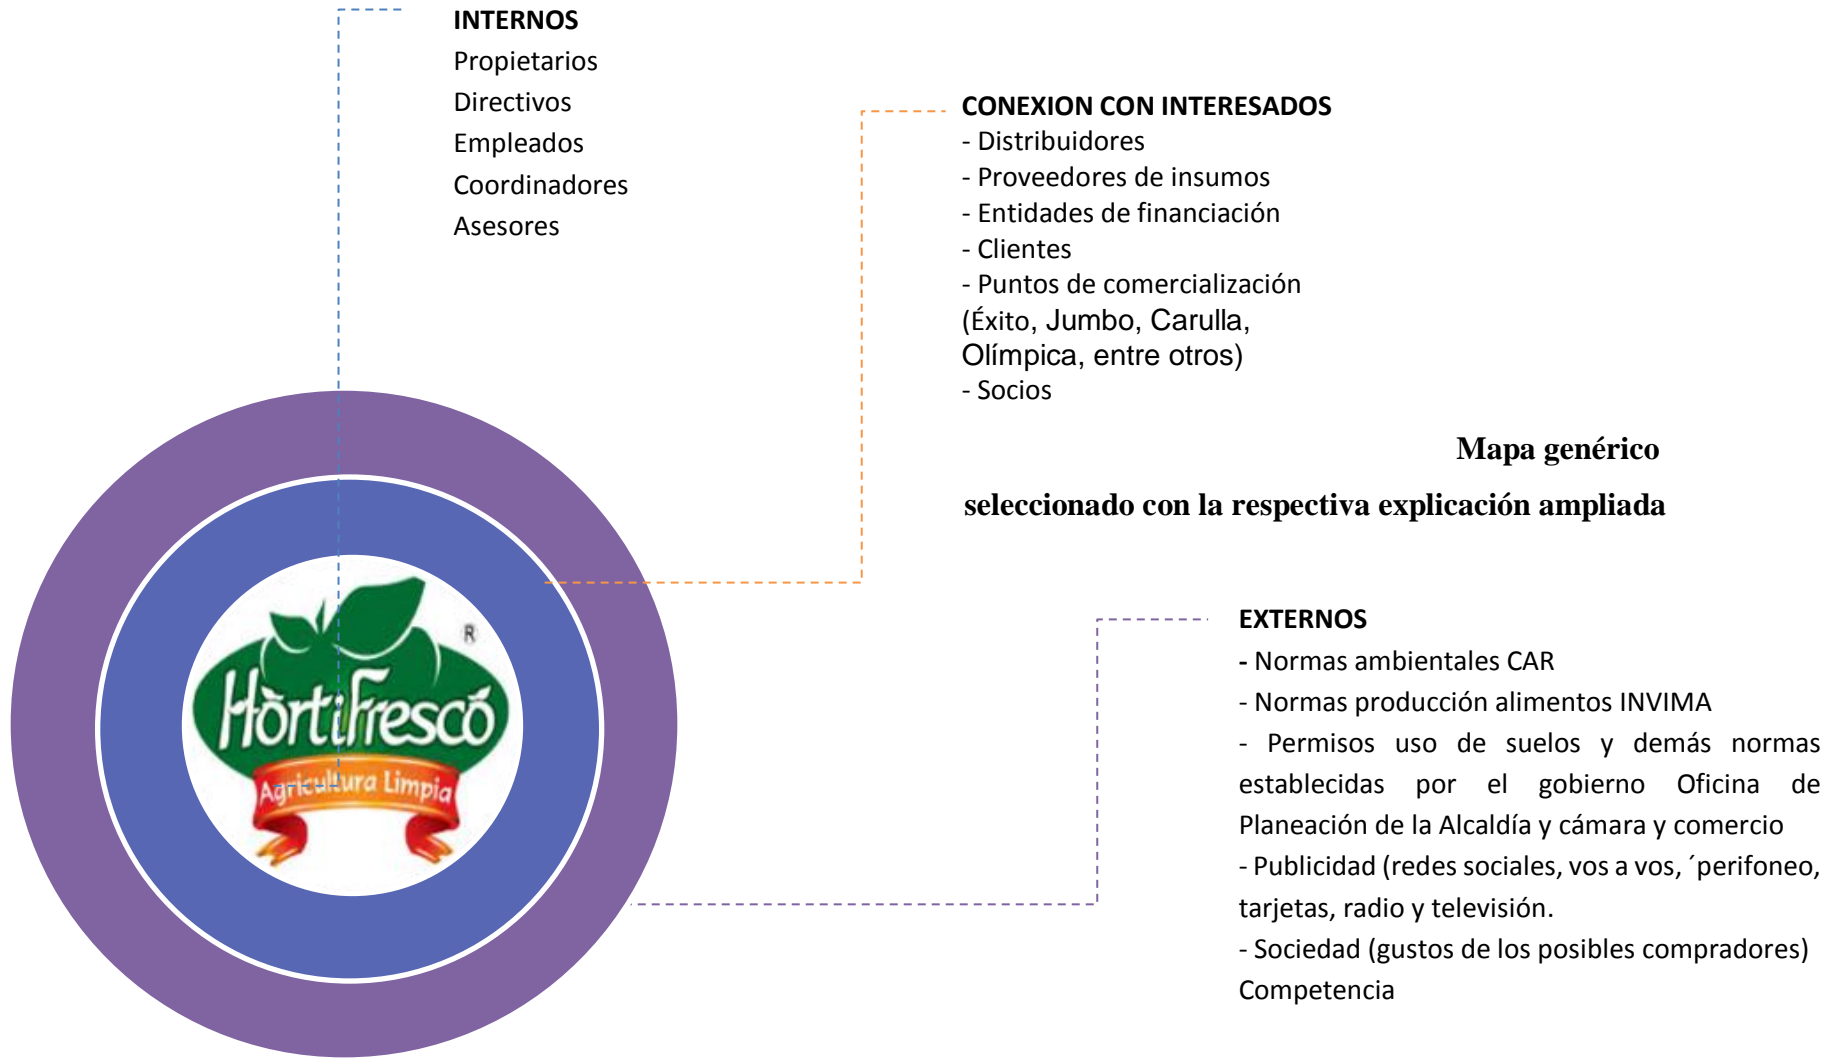 INTERNOS
Propietarios
Directivos
Empleados
Coordinadores
Asesores
CONEXION CON INTERESADOS
- Distribuidores
- Proveedores de insumos
- Entidades de financiación
- Clientes
- Puntos de comercialización
(Éxito, Jumbo, Carulla,
Olímpica, entre otros)
- Socios
Mapa genérico
seleccionado con la respectiva explicación ampliada
HortiFresco
®
Agricultura Limpia
EXTERNOS
- Normas ambientales CAR
- Normas producción alimentos INVIMA
- Permisos uso de suelos y demás normas
establecidas por el gobierno Oficina de
Planeación de la Alcaldía y cámara y comercio
- Publicidad (redes sociales, vos a vos, ´perifoneo,
tarjetas, radio y televisión.
- Sociedad (gustos de los posibles compradores)
Competencia